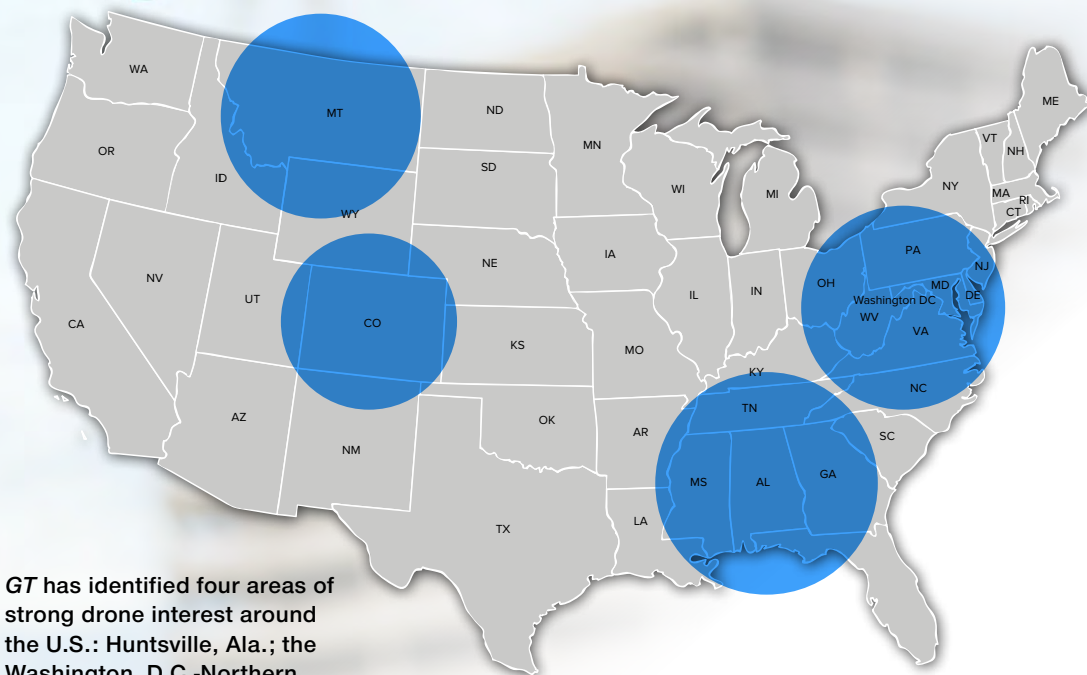 WA
MT
ND
MN
ME
OR
ID
SD
WI
MI
VT
NH
NY
MA
RI
CT
WY
NE
IA
PA
NJ
NV
UT
CO
IL
IN
OH
MD
DE
Washington DC
WV
VA
CA
KS
MO
KY
NC
AZ
NM
OK
AR
TN
SC
MS
AL
GA
TX
LA
GT has identified four areas of
strong drone interest around
the U.S.: Huntsville, Ala.; the
Washington, D.C.-Northern